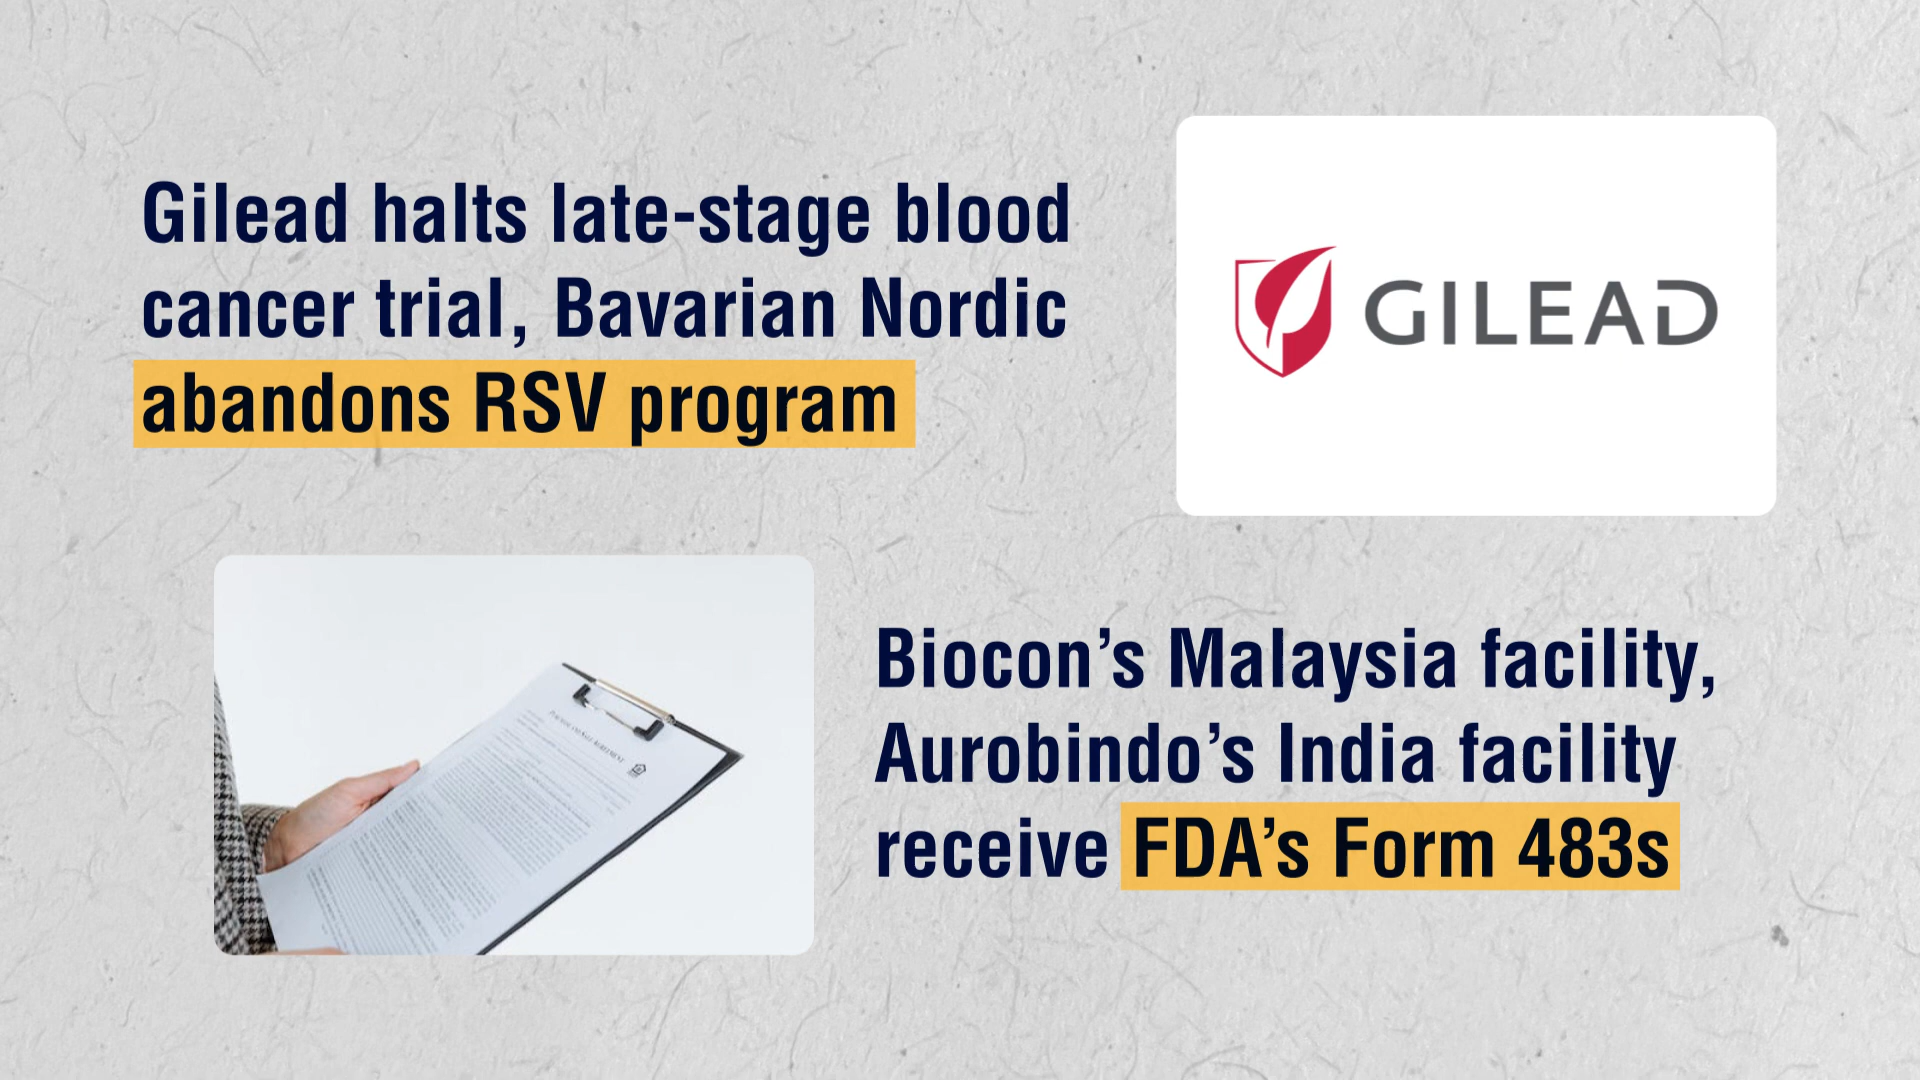 Gilead halts late-stage blood
cancer trial, Bavarian Nordic
abandons RSV program
GILEAD
Biocon’s Malaysia facility,
Aurobindo’s India facility
receive FDA’s Form 483s